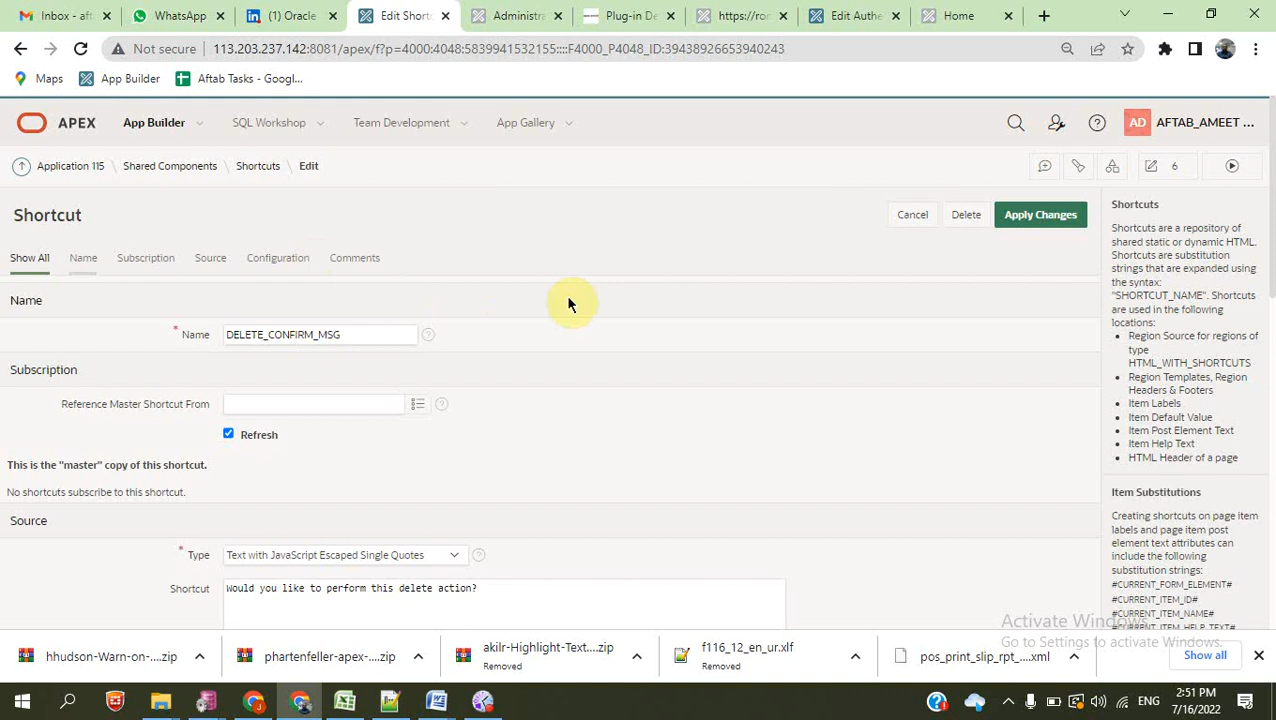 Inbox - aft
WhatsApp
(1) Oracle
Edit Shorto
Administra
Plug-in De
https://ron
Edit Authe
Home
Not secure
113.203.237.142:8081/apex/f?p=4000:4048:5839941532155::::F4000_P4048_ID:39438926653940243
Maps
App Builder
Aftab Tasks - Googl...
APEX
App Builder
SQL Workshop
Team Development
App Gallery
AD
AFTAB_AMEET ...
Application 115
Shared Components
Shortcuts
Edit
6
Shortcut
Cancel
Delete
Apply Changes
Show All
Name
Subscription
Source
Configuration
Comments
Name
Name
DELETE_CONFIRM_MSG
Subscription
Reference Master Shortcut From
Refresh
This is the "master" copy of this shortcut.
No shortcuts subscribe to this shortcut.
Source
Type
Text with JavaScript Escaped Single Quotes
Shortcut
Would you like to perform this delete action?
Shortcuts
Shortcuts are a repository of
shared static or dynamic HTML.
Shortcuts are substitution
strings that are expanded using
the syntax:
"SHORTCUT_NAME". Shortcuts
are used in the following
locations:
Region Source for regions of
type
HTML_WITH_SHORTCUTS
Region Templates, Region
Headers & Footers
Item Labels
Item Default Value
Item Post Element Text
Item Help Text
HTML Header of a page
Item Substitutions
Creating shortcuts on page item
labels and page item post
element text attributes can
include the following
substitution strings:
#CURRENT_FORM_ELEMENT#
#CURRENT_ITEM_ID#
#CURRENT_ITEM_NAME#
#CURRENT_ITEM_HELP_TEXT#
Activate Windows
Go to Settings to activate Windows.
hhudson-Warn-on-....zip
phartenfeller-apex-....zip
akilr-Highlight-Text....zip
Removed
f116_12_en_ur.xlf
Removed
pos_print_slip_rpt_....xml
Show all
ENG
2:51 PM
7/16/2022